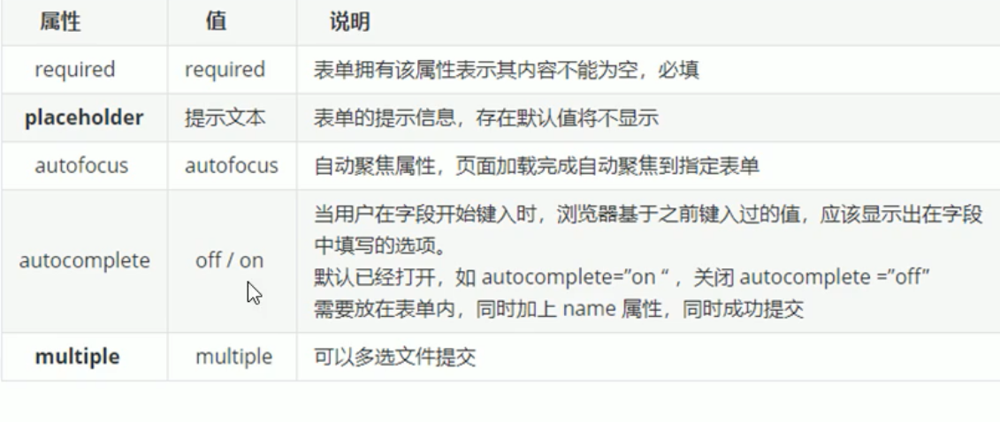 属性 值 说明
required required 表单拥有该属性表示其内容不能为空，必填
placeholder 提示文本 表单的提示信息，存在默认值将不显示
autofocus autofocus 自动聚焦属性，页面加载完成自动聚焦到指定表单
autocomplete off / on 当用户在字段开始键入时，浏览器基于之前键入过的值，应该显示出在字段
中填写的选项。
默认已经打开，如 autocomplete=”on “ ，关闭 autocomplete =”off”
需要放在表单内，同时加上 name 属性，同时成功提交
multiple multiple 可以多选文件提交